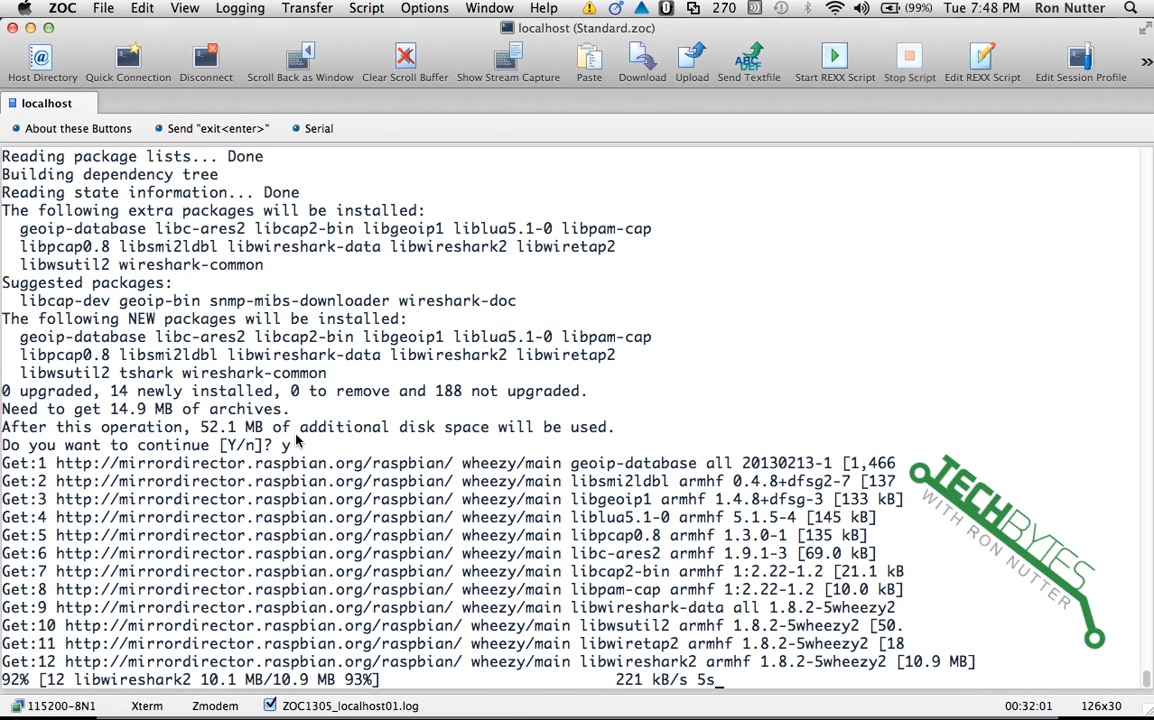 ZOC File Edit View Logging Transfer Script Options Window Help 270 (99%) Tue 7:48 PM Ron Nutter
localhost (Standard.zoc)
Host Directory Quick Connection Disconnect Scroll Back as Window Clear Scroll Buffer Show Stream Capture Paste Download Upload Send Textfile Start REXX Script Stop Script Edit REXX Script Edit Session Profile
localhost
About these Buttons Send "exit<enter>" Serial
Reading package lists... Done
Building dependency tree
Reading state information... Done
The following extra packages will be installed:
geoip-database libc-ares2 libcap2-bin libgeoip1 liblua5.1-0 libpam-cap
libpcap0.8 libsmi2ldbl libwireshark-data libwireshark2 libwiretap2
libwsutil2 wireshark-common
Suggested packages:
libcap-dev geoip-bin snmp-mibs-downloader wireshark-doc
The following NEW packages will be installed:
geoip-database libc-ares2 libcap2-bin libgeoip1 liblua5.1-0 libpam-cap
libpcap0.8 libsmi2ldbl libwireshark-data libwireshark2 libwiretap2
libwsutil2 tshark wireshark-common
0 upgraded, 14 newly installed, 0 to remove and 188 not upgraded.
Need to get 14.9 MB of archives.
After this operation, 52.1 MB of additional disk space will be used.
Do you want to continue [Y/n]? y
Get:1 http://mirrordirector.raspbian.org/raspbian/ wheezy/main geoip-database all 20130213-1 [1,466
Get:2 http://mirrordirector.raspbian.org/raspbian/ wheezy/main libsmi2ldbl armhf 0.4.8+dfsg2-7 [137
Get:3 http://mirrordirector.raspbian.org/raspbian/ wheezy/main libgeoip1 armhf 1.4.8+dfsg-3 [133 kB]
Get:4 http://mirrordirector.raspbian.org/raspbian/ wheezy/main liblua5.1-0 armhf 5.1.5-4 [145 kB]
Get:5 http://mirrordirector.raspbian.org/raspbian/ wheezy/main libpcap0.8 armhf 1.3.0-1 [135 kB]
Get:6 http://mirrordirector.raspbian.org/raspbian/ wheezy/main libc-ares2 armhf 1.9.1-3 [69.0 kB]
Get:7 http://mirrordirector.raspbian.org/raspbian/ wheezy/main libcap2-bin armhf 1:2.22-1.2 [21.1 kB
Get:8 http://mirrordirector.raspbian.org/raspbian/ wheezy/main libpam-cap armhf 1:2.22-1.2 [10.0 kB]
Get:9 http://mirrordirector.raspbian.org/raspbian/ wheezy/main libwireshark-data all 1.8.2-5wheezy2
Get:10 http://mirrordirector.raspbian.org/raspbian/ wheezy/main libwsutil2 armhf 1.8.2-5wheezy2 [50.
Get:11 http://mirrordirector.raspbian.org/raspbian/ wheezy/main libwiretap2 armhf 1.8.2-5wheezy2 [18
Get:12 http://mirrordirector.raspbian.org/raspbian/ wheezy/main libwireshark2 armhf 1.8.2-5wheezy2 [10.9 MB]
92% [12 libwireshark2 10.1 MB/10.9 MB 93%] 221 kB/s 5s_
TECHBYTES
WITH RON NUTTER
115200-8N1 Xterm Zmodem ZOC1305_localhost01.log 00:32:01 126x30